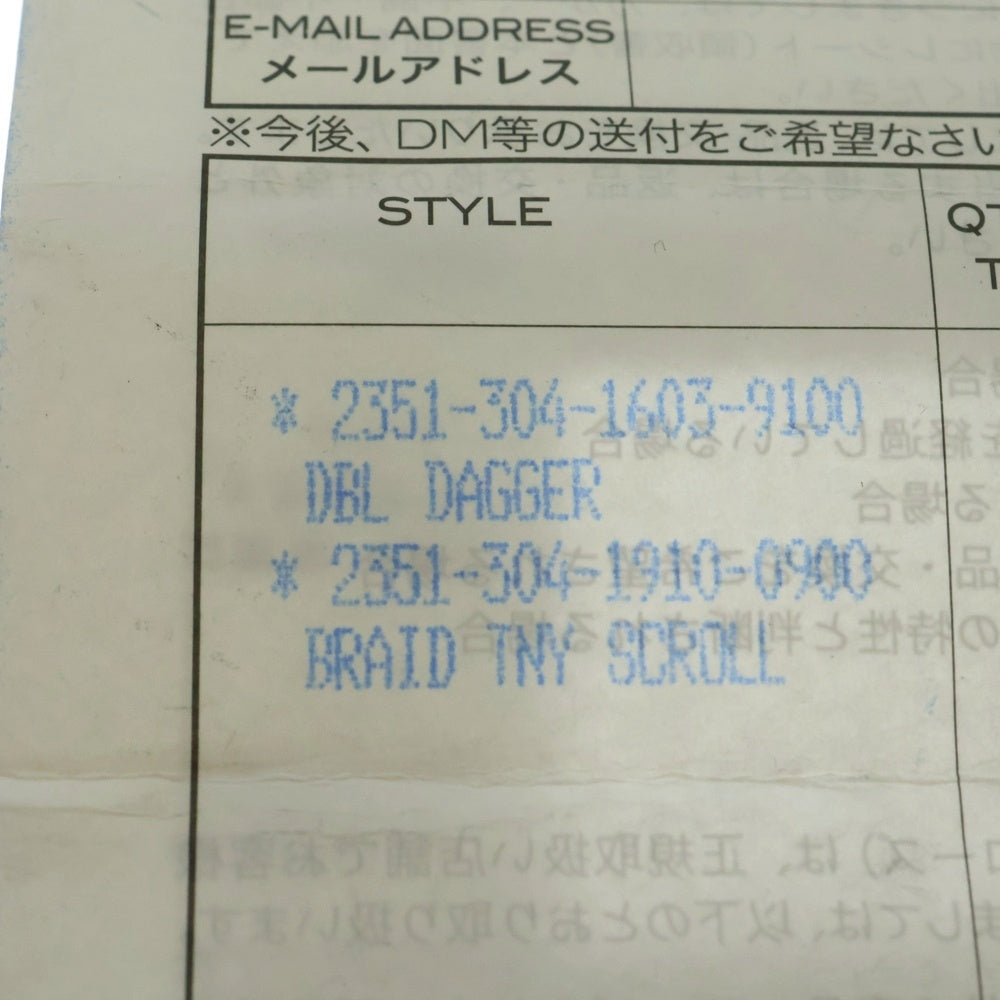 E-MAIL ADDRESS
メールアドレス
※今後、DM等の送付をご希望なさい
STYLE
QT
T
* 2351-304-1603-9100
DBL DAGGER
* 2351-304-1910-0900
BRAID TNY SCROLL